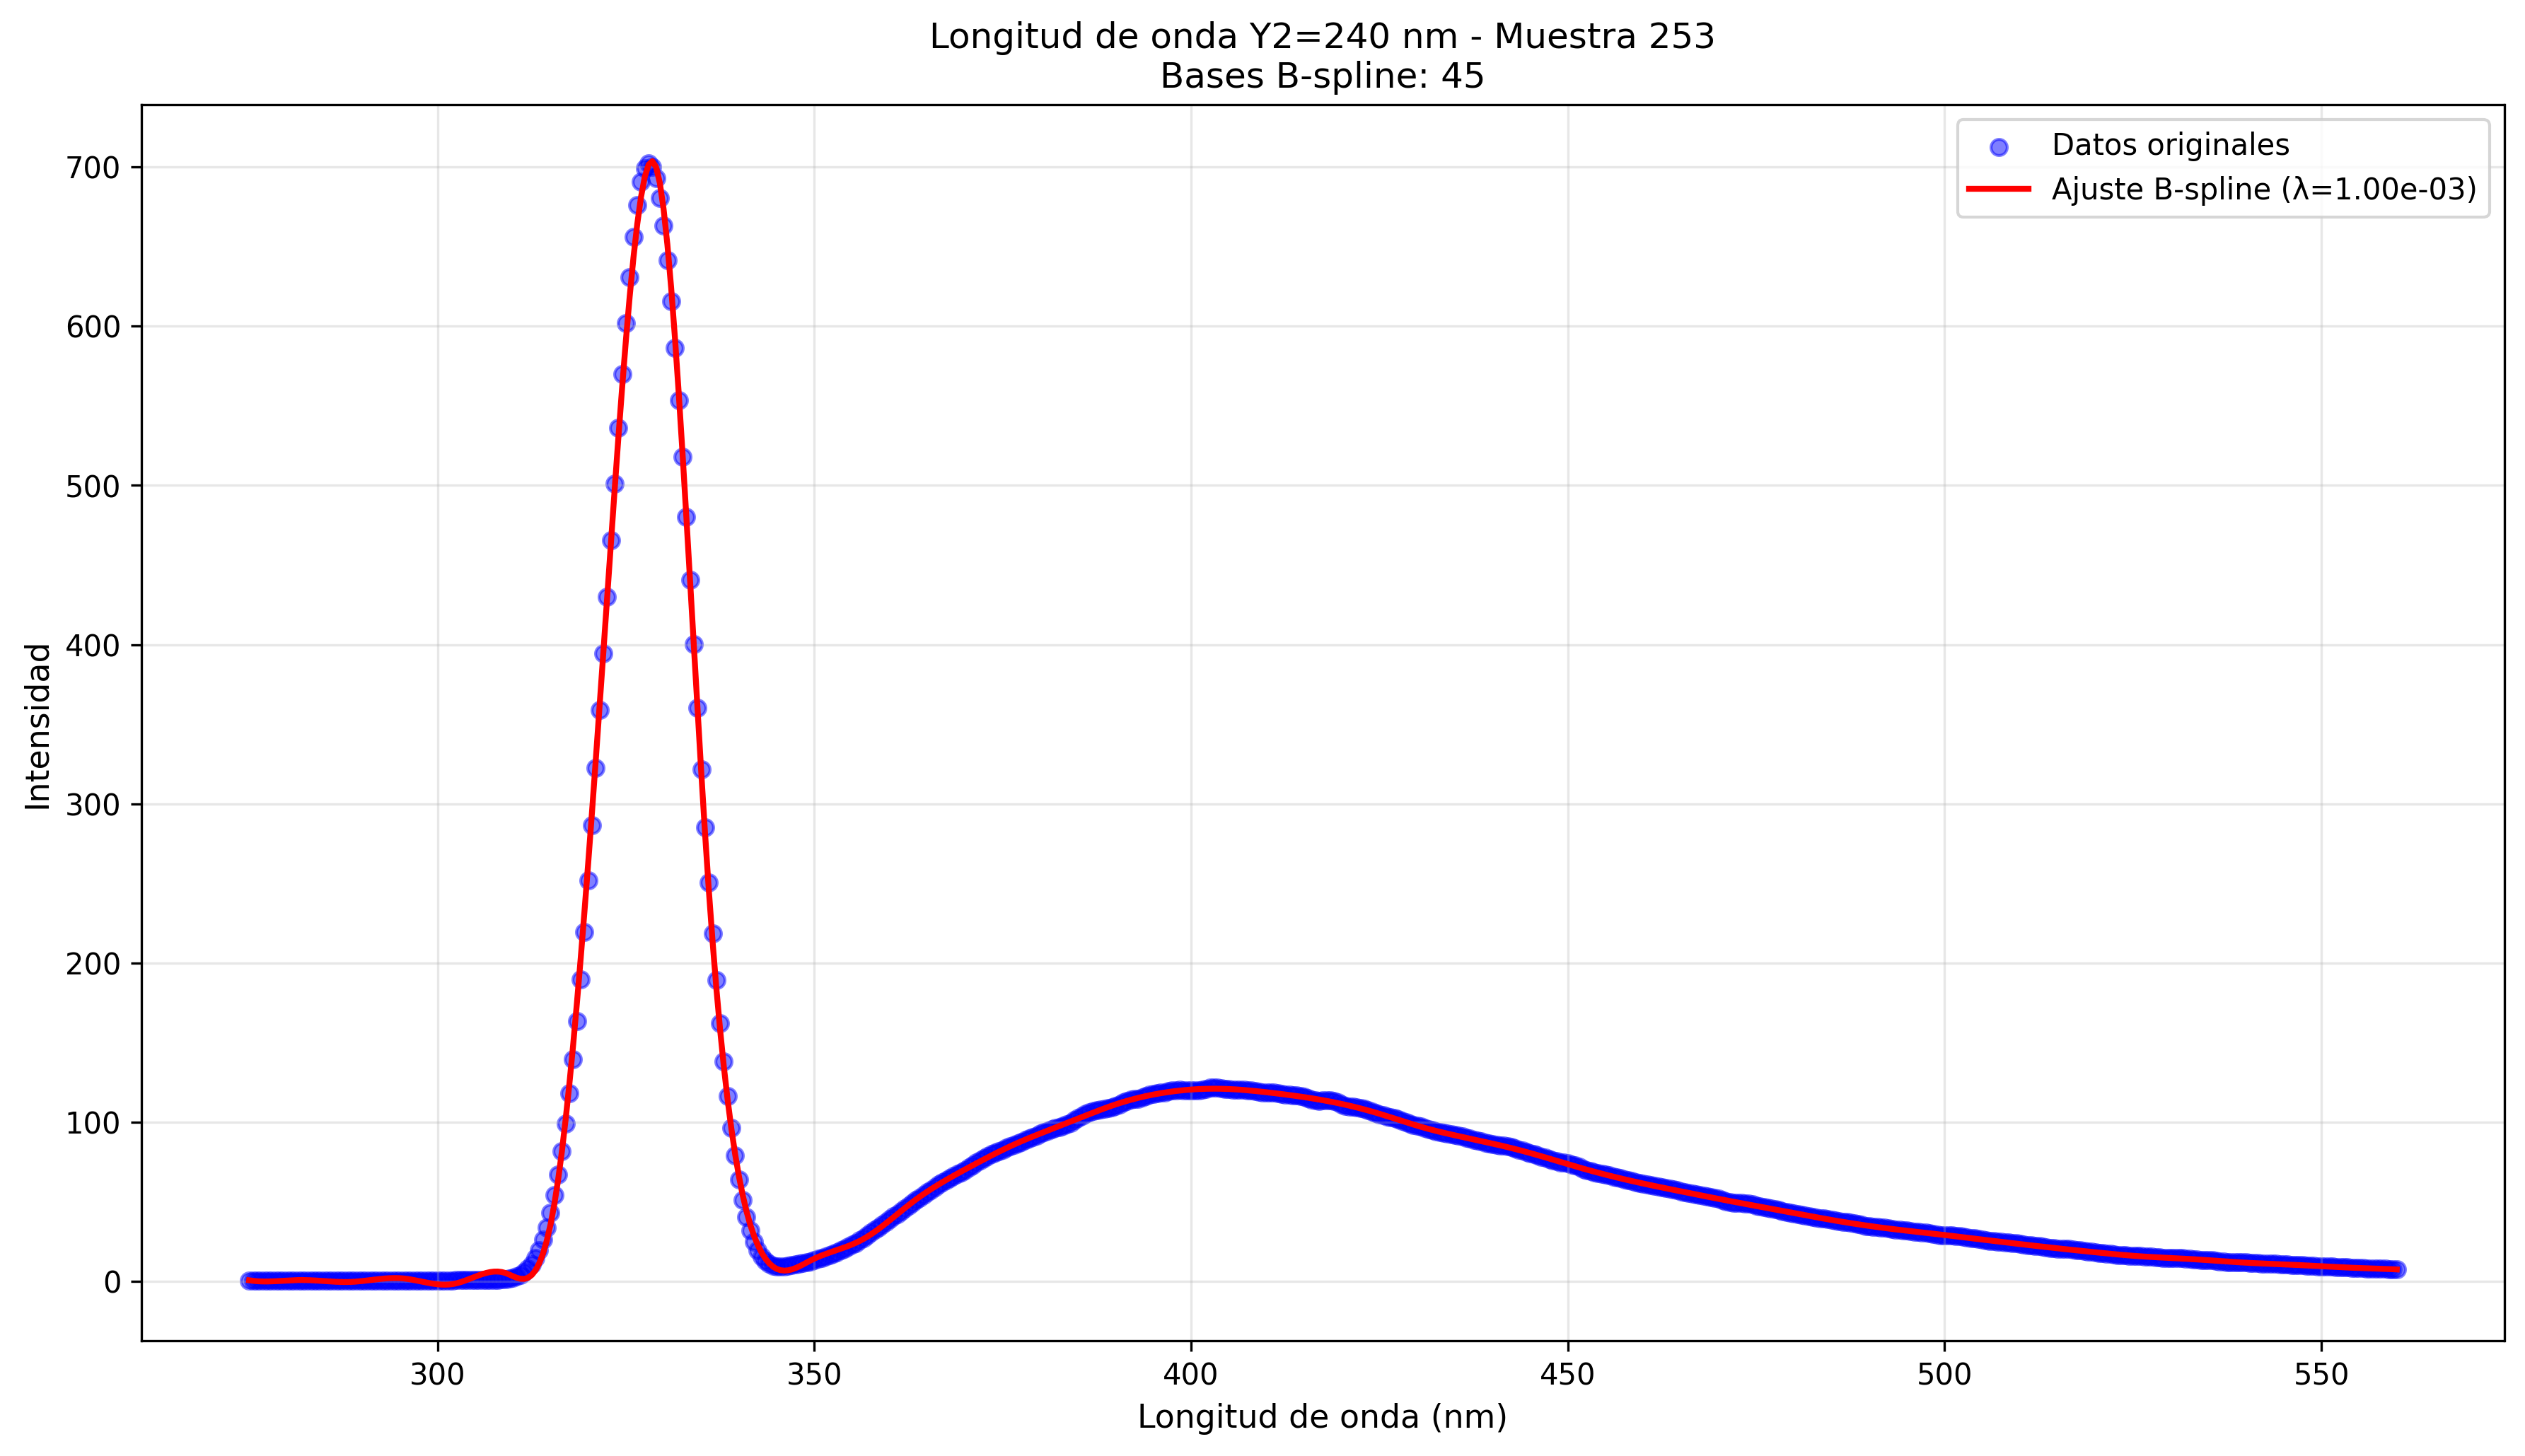 Longitud de onda Y2=240 nm - Muestra 253
Bases B-spline: 45
Datos originales
Ajuste B-spline (λ=1.00e-03)
Intensidad
700
600
500
400
300
200
100
0
300
350
400
450
500
550
Longitud de onda (nm)